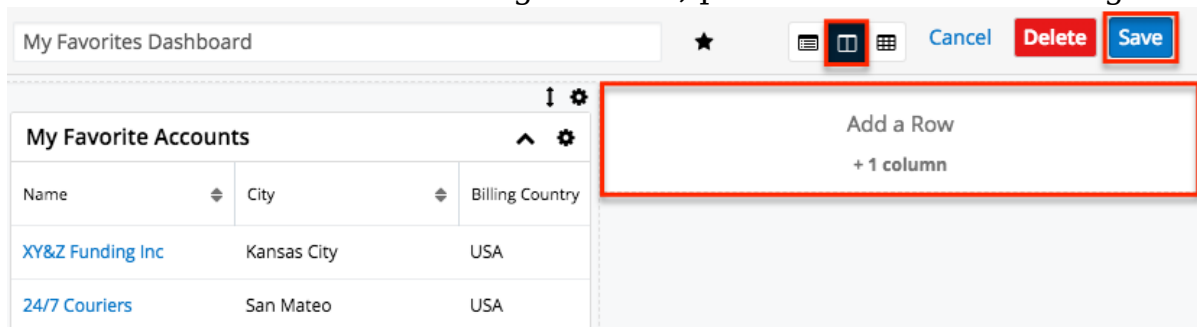 My Favorites Dashboard
Cancel
Delete
Save
My Favorite Accounts
Add a Row
+ 1 column
Name
City
Billing Country
XY&Z Funding Inc
Kansas City
USA
24/7 Couriers
San Mateo
USA